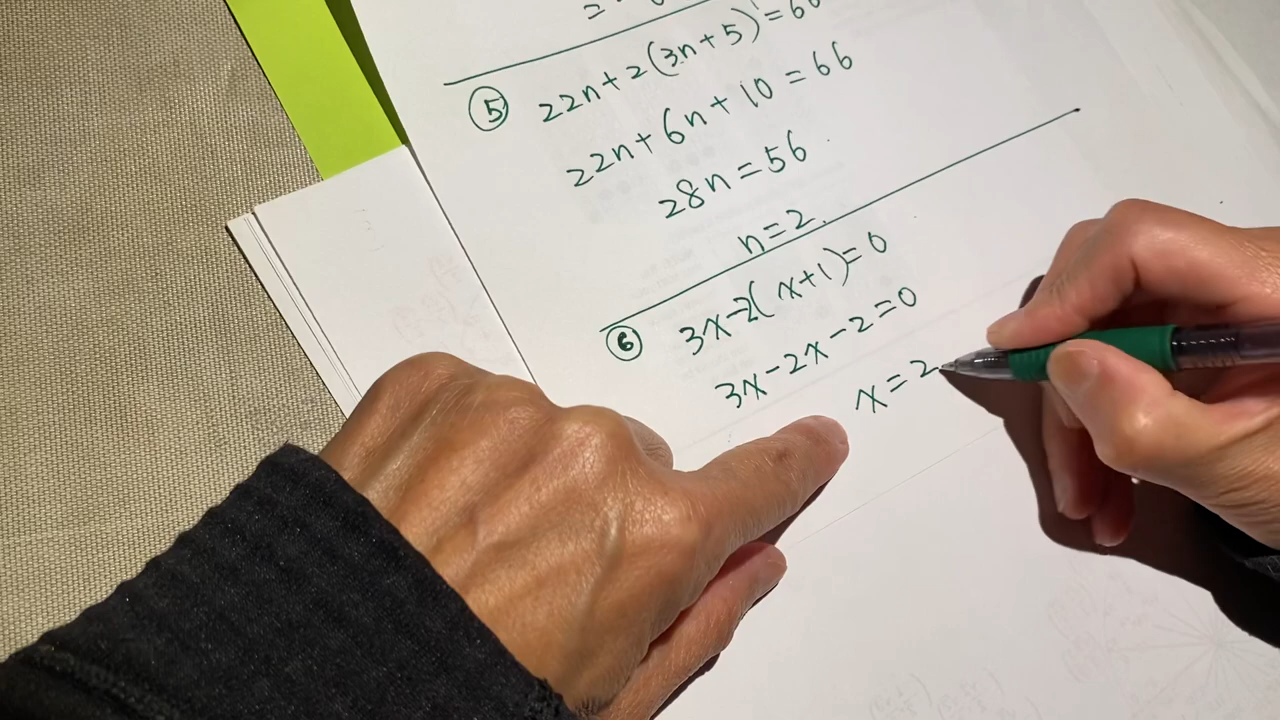 ⑤ 22n+2(3n+5)=66
22n+6n+10=66
28n=56
n=2.
⑥ 3x-2(x+1)=0
3x-2x-2=0
x=2